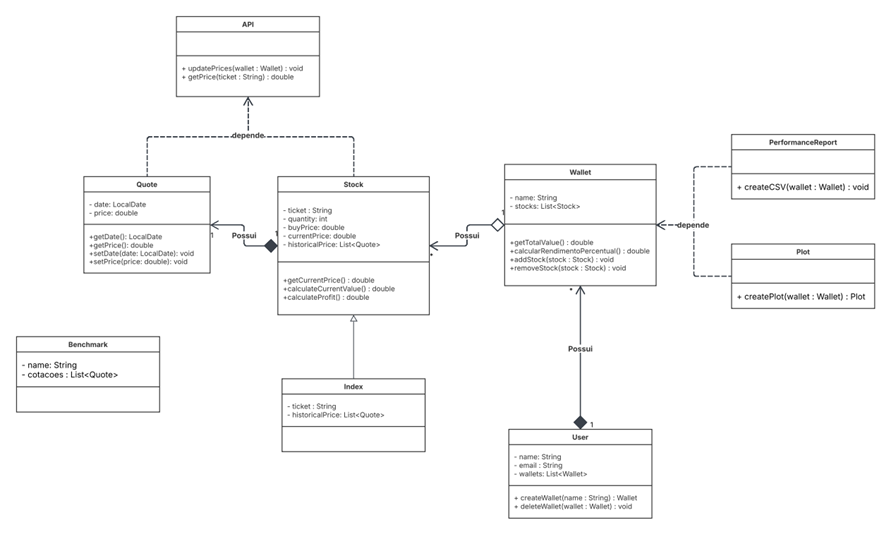 API
+ updatePrices(wallet : Wallet) : void
+ getPrice(ticket : String) : double
depende
Quote
- date: LocalDate
- price: double
+getDate(): LocalDate
+getPrice(): double
+setDate(date: LocalDate): void
+setPrice(price: double): void
1
Possui
1
Stock
- ticket : String
- quantity: int
- buyPrice: double
- currentPrice: double
- historicalPrice: List<Quote>
+getCurrentPrice() : double
+calculateCurrentValue() : double
+calculateProfit() : double
*
Possui
1
Wallet
- name: String
- stocks: List<Stock>
+getTotalValue() : double
+calcularRendimentoPercentual() : double
+addStock(stock : Stock) : void
+removeStock(stock : Stock) : void
depende
PerformanceReport
+ createCSV(wallet : Wallet) : void
Plot
+ createPlot(wallet : Wallet) : Plot
*
Possui
1
Benchmark
- name: String
- cotacoes : List<Quote>
Index
- ticket : String
- historicalPrice: List<Quote>
User
- name: String
- email : String
- wallets: List<Wallet>
+ createWallet(name : String) : Wallet
+ deleteWallet(wallet : Wallet) : void